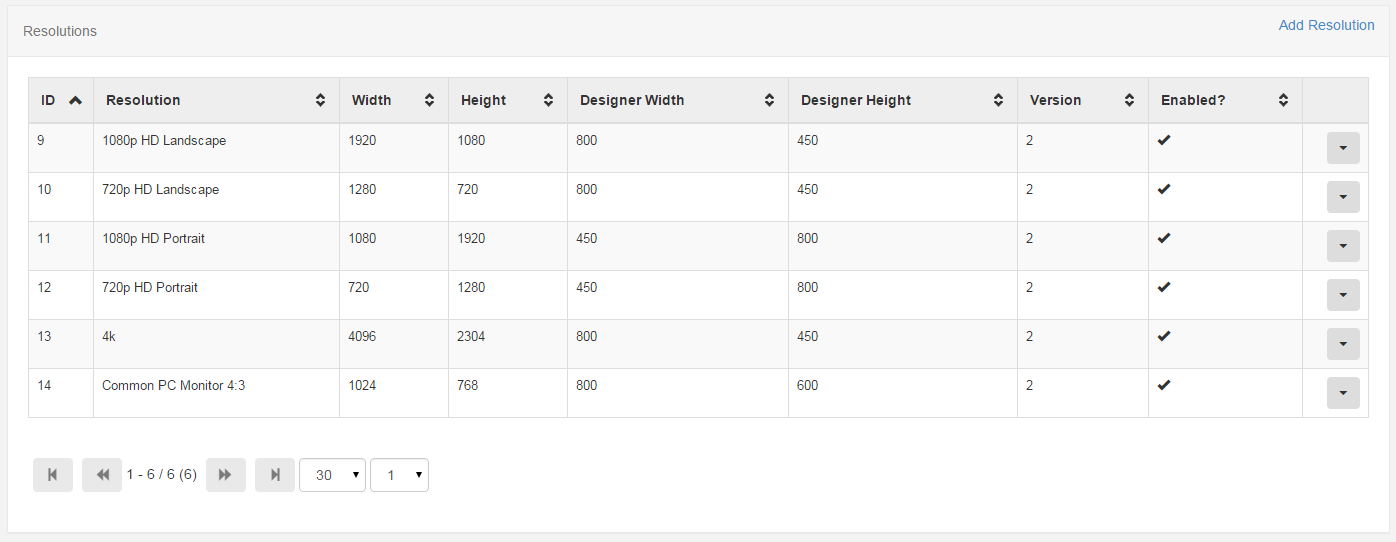 Resolutions
Add Resolution
ID Resolution Width Height Designer Width Designer Height Version Enabled?
9 1080p HD Landscape 1920 1080 800 450 2
10 720p HD Landscape 1280 720 800 450 2
11 1080p HD Portrait 1080 1920 450 800 2
12 720p HD Portrait 720 1280 450 800 2
13 4k 4096 2304 800 450 2
14 Common PC Monitor 4:3 1024 768 800 600 2
1 - 6 / 6 (6) 30 1